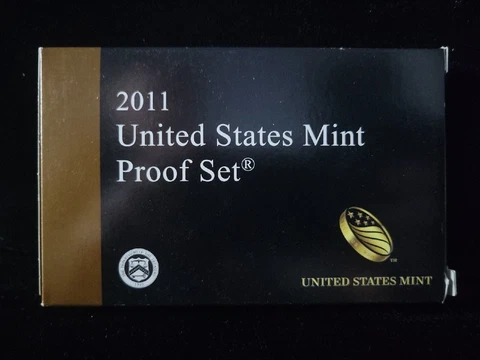 2011
United States Mint
Proof Set®
UNITED STATES MINT